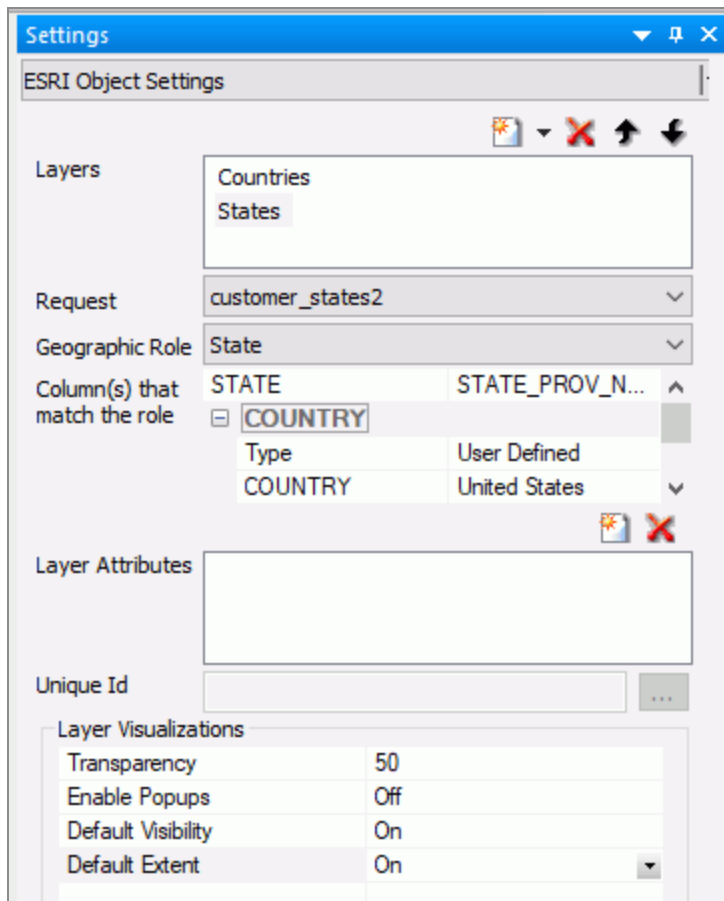 Settings
ESRI Object Settings
Layers
Countries
States
Request customer_states2
Geographic Role State
Column(s) that match the role
STATE STATE_PROV_N...
COUNTRY
Type User Defined
COUNTRY United States
Layer Attributes
Unique Id ...
Layer Visualizations
Transparency 50
Enable Popups Off
Default Visibility On
Default Extent On